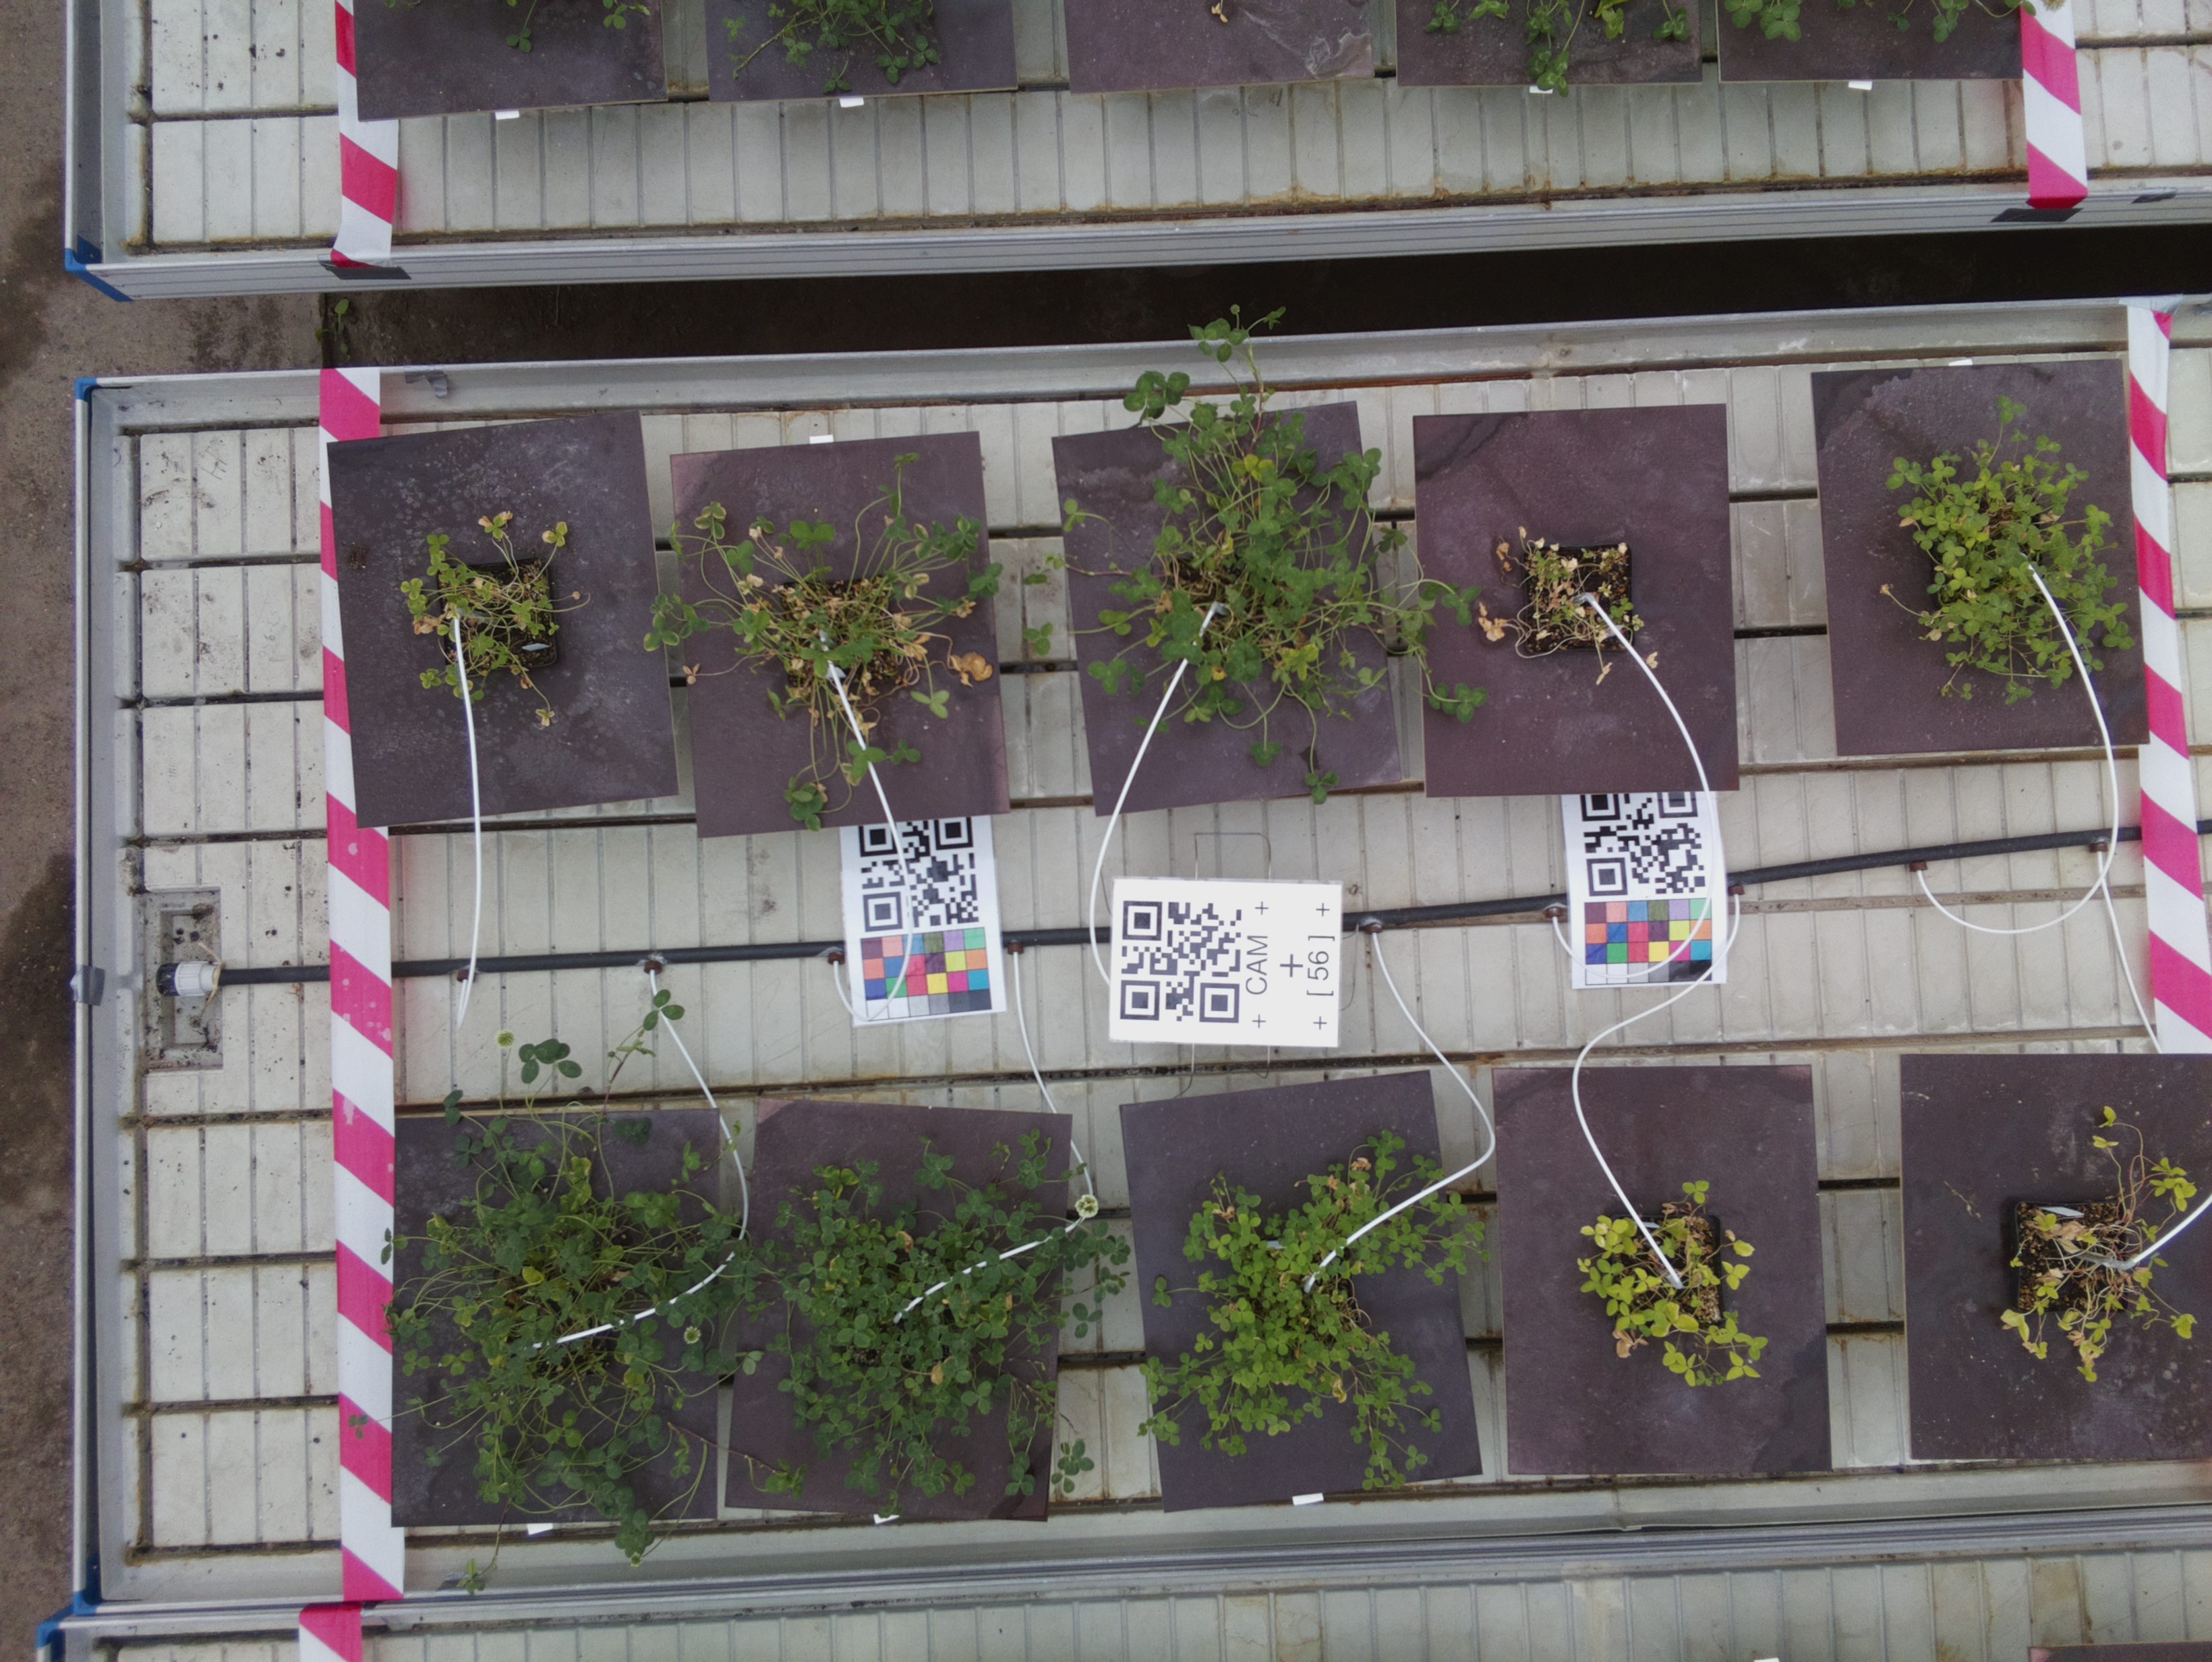 + CAM +
+
+ [ 56 ] +